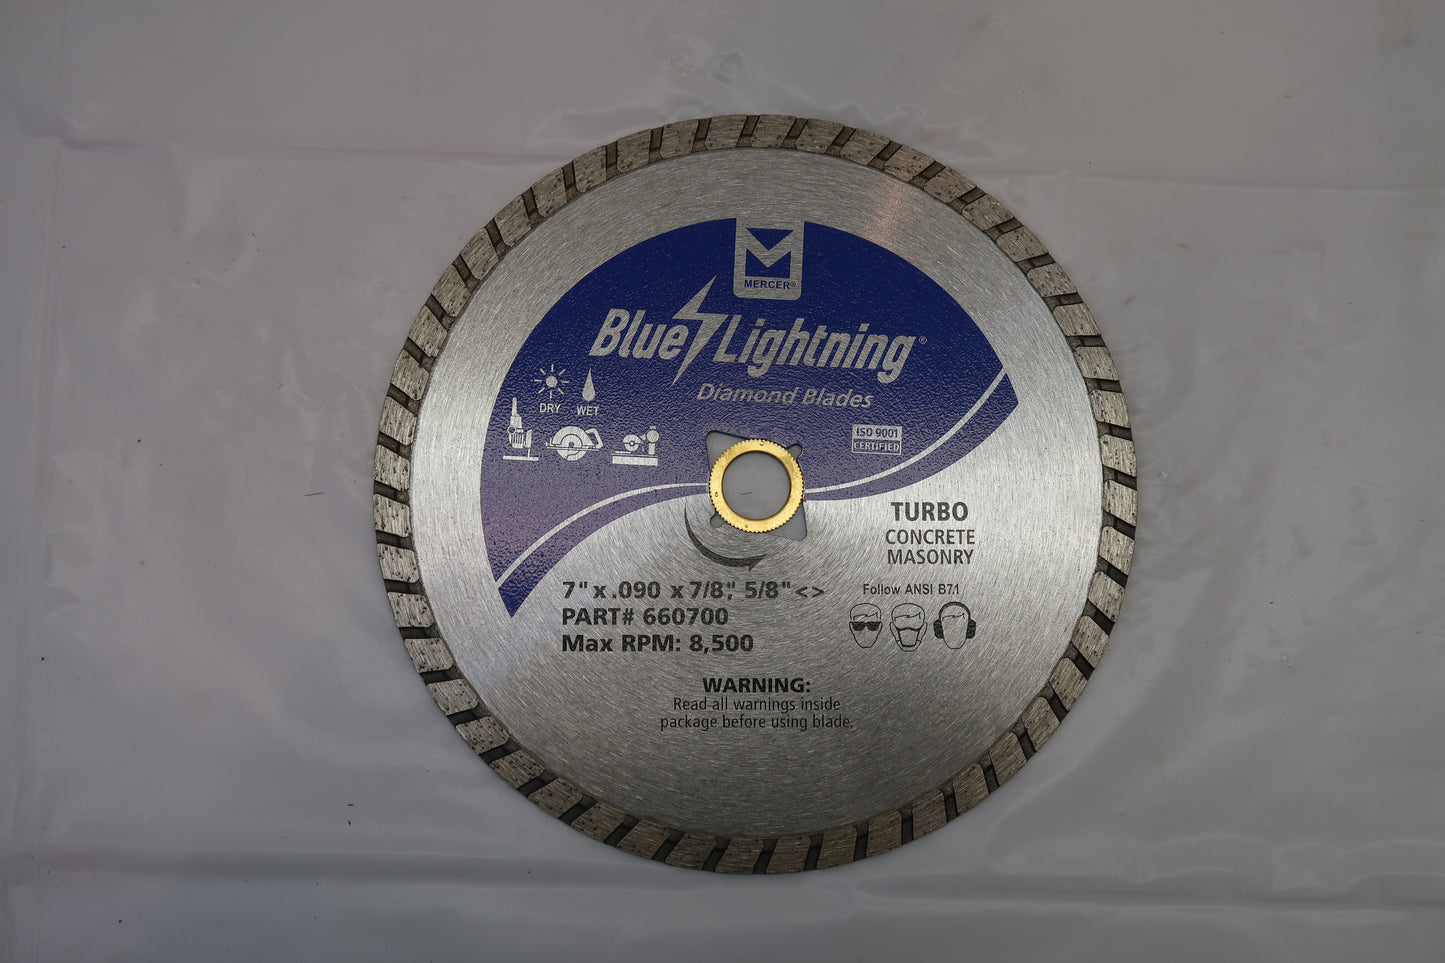 MERCER®
Blue Lightning®
Diamond Blades
DRY
WET
ISO 9001
CERTIFIED
TURBO
CONCRETE
MASONRY
7" x .090 x 7/8", 5/8" <>
PART# 660700
Max RPM: 8,500
Follow ANSI B7.1
WARNING:
Read all warnings inside
package before using blade.